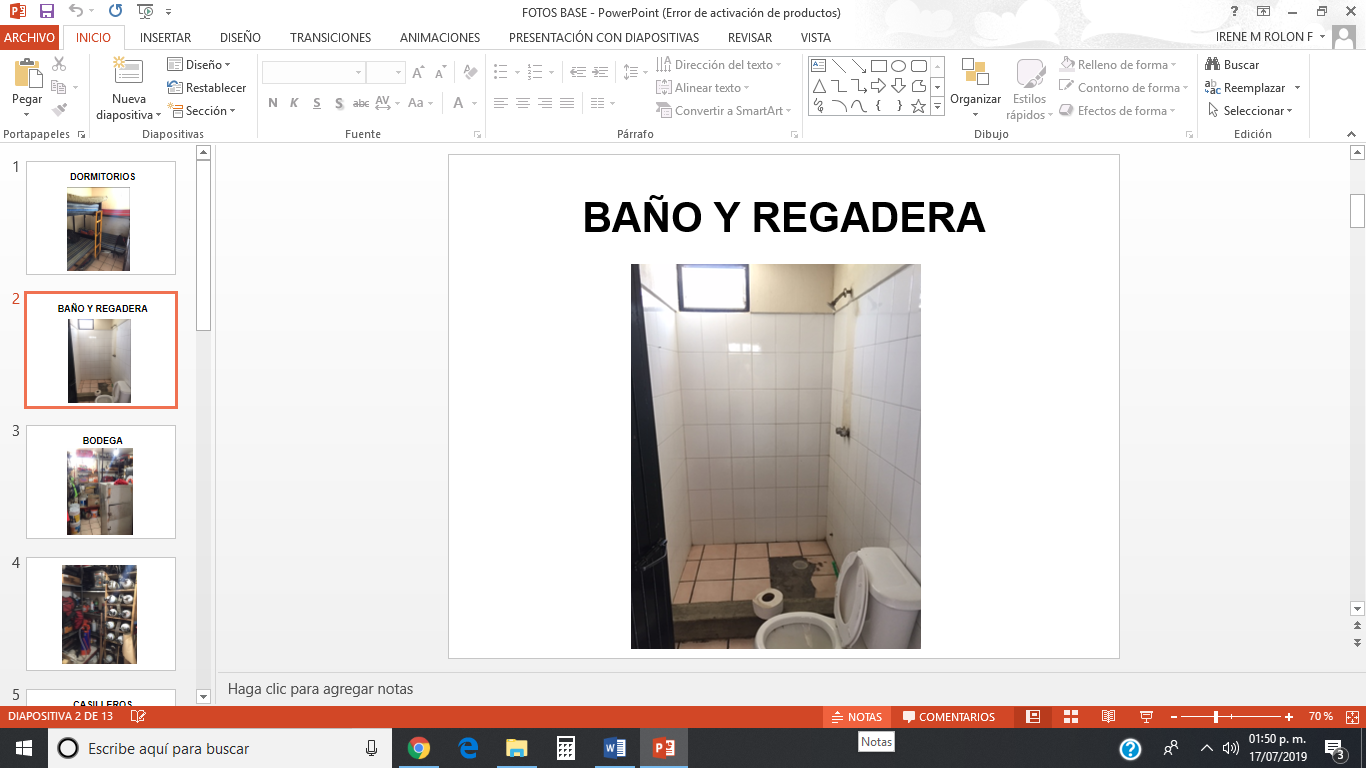 FOTOS BASE - PowerPoint (Error de activación de productos)
ARCHIVO INICIO INSERTAR DISEÑO TRANSICIONES ANIMACIONES PRESENTACIÓN CON DIAPOSITIVAS REVISAR VISTA IRENE M ROLON F
Pegar
Portapapeles
Nueva diapositiva
Diseño
Restablecer
Sección
Diapositivas
N K S S abc AV Aa A
Fuente
Dirección del texto
Alinear texto
Convertir a SmartArt
Párrafo
Organizar
Estilos rápidos
Relleno de forma
Contorno de forma
Efectos de forma
Dibujo
Buscar
Reemplazar
Seleccionar
Edición
1
DORMITORIOS
2
BAÑO Y REGADERA
3
BODEGA
4
5
CASILLEROS
BAÑO Y REGADERA
Haga clic para agregar notas
DIAPOSITIVA 2 DE 13 NOTAS COMENTARIOS 70 %
Notas
Escribe aquí para buscar
01:50 p. m.
17/07/2019
3